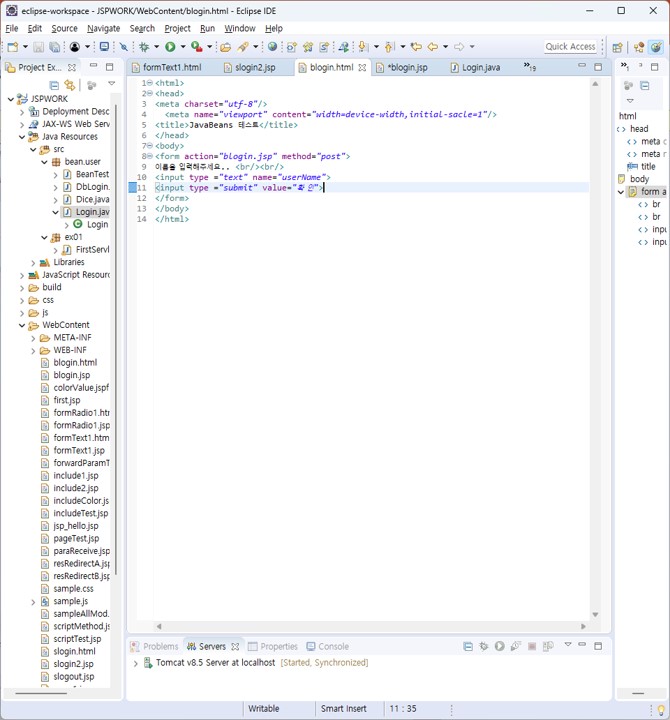 eclipse-workspace - JSPWORK/WebContent/blogin.html - Eclipse IDE
File Edit Source Navigate Search Project Run Window Help
Quick Access
Project Ex...
formText1.html slogin2.jsp blogin.html *blogin.jsp Login.java »19
»1
JSPWORK
Deployment Desc
JAX-WS Web Serv
Java Resources
src
bean.user
BeanTest
DbLogin.
Dice.java
Login.jav
Login
ex01
FirstServl
Libraries
JavaScript Resourc
build
css
js
WebContent
META-INF
WEB-INF
blogin.html
blogin.jsp
colorValue.jspf
first.jsp
formRadio1.htm
formRadio1.jsp
formText1.htm
formText1.jsp
forwardParamT
include1.jsp
include2.jsp
includeColor.js
includeTest.jsp
jsp_hello.jsp
pageTest.jsp
paraReceive.jsp
resRedirectA.jsp
resRedirectB.jsp
sample.css
sample.js
sampleAllMod.
scriptMethod.js
scriptTest.jsp
slogin.html
slogin2.jsp
slogout.jsp
1 <html>
2 <head>
3 <meta charset="utf-8"/>
4 <meta name="viewport" content="width=device-width,initial-sacle=1"/>
5 <title>JavaBeans 테스트</title>
6 </head>
7 <body>
8 <form action="blogin.jsp" method="post">
9 이름을 입력해주세요.. <br/><br/>
10 <input type ="text" name="userName">
11 <input type ="submit" value="확 인">
12 </form>
13 </body>
14 </html>
html
head
meta c
meta n
title
body
form a
br
br
inpu
inpu
Problems Servers Properties Console
Tomcat v8.5 Server at localhost [Started, Synchronized]
Writable Smart Insert 11 : 35